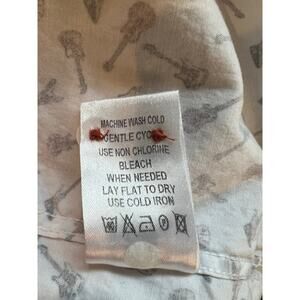 MACHINE WASH COLD
GENTLE CYCLE
USE NON CHLORINE
BLEACH
WHEN NEEDED
LAY FLAT TO DRY
USE COLD IRON